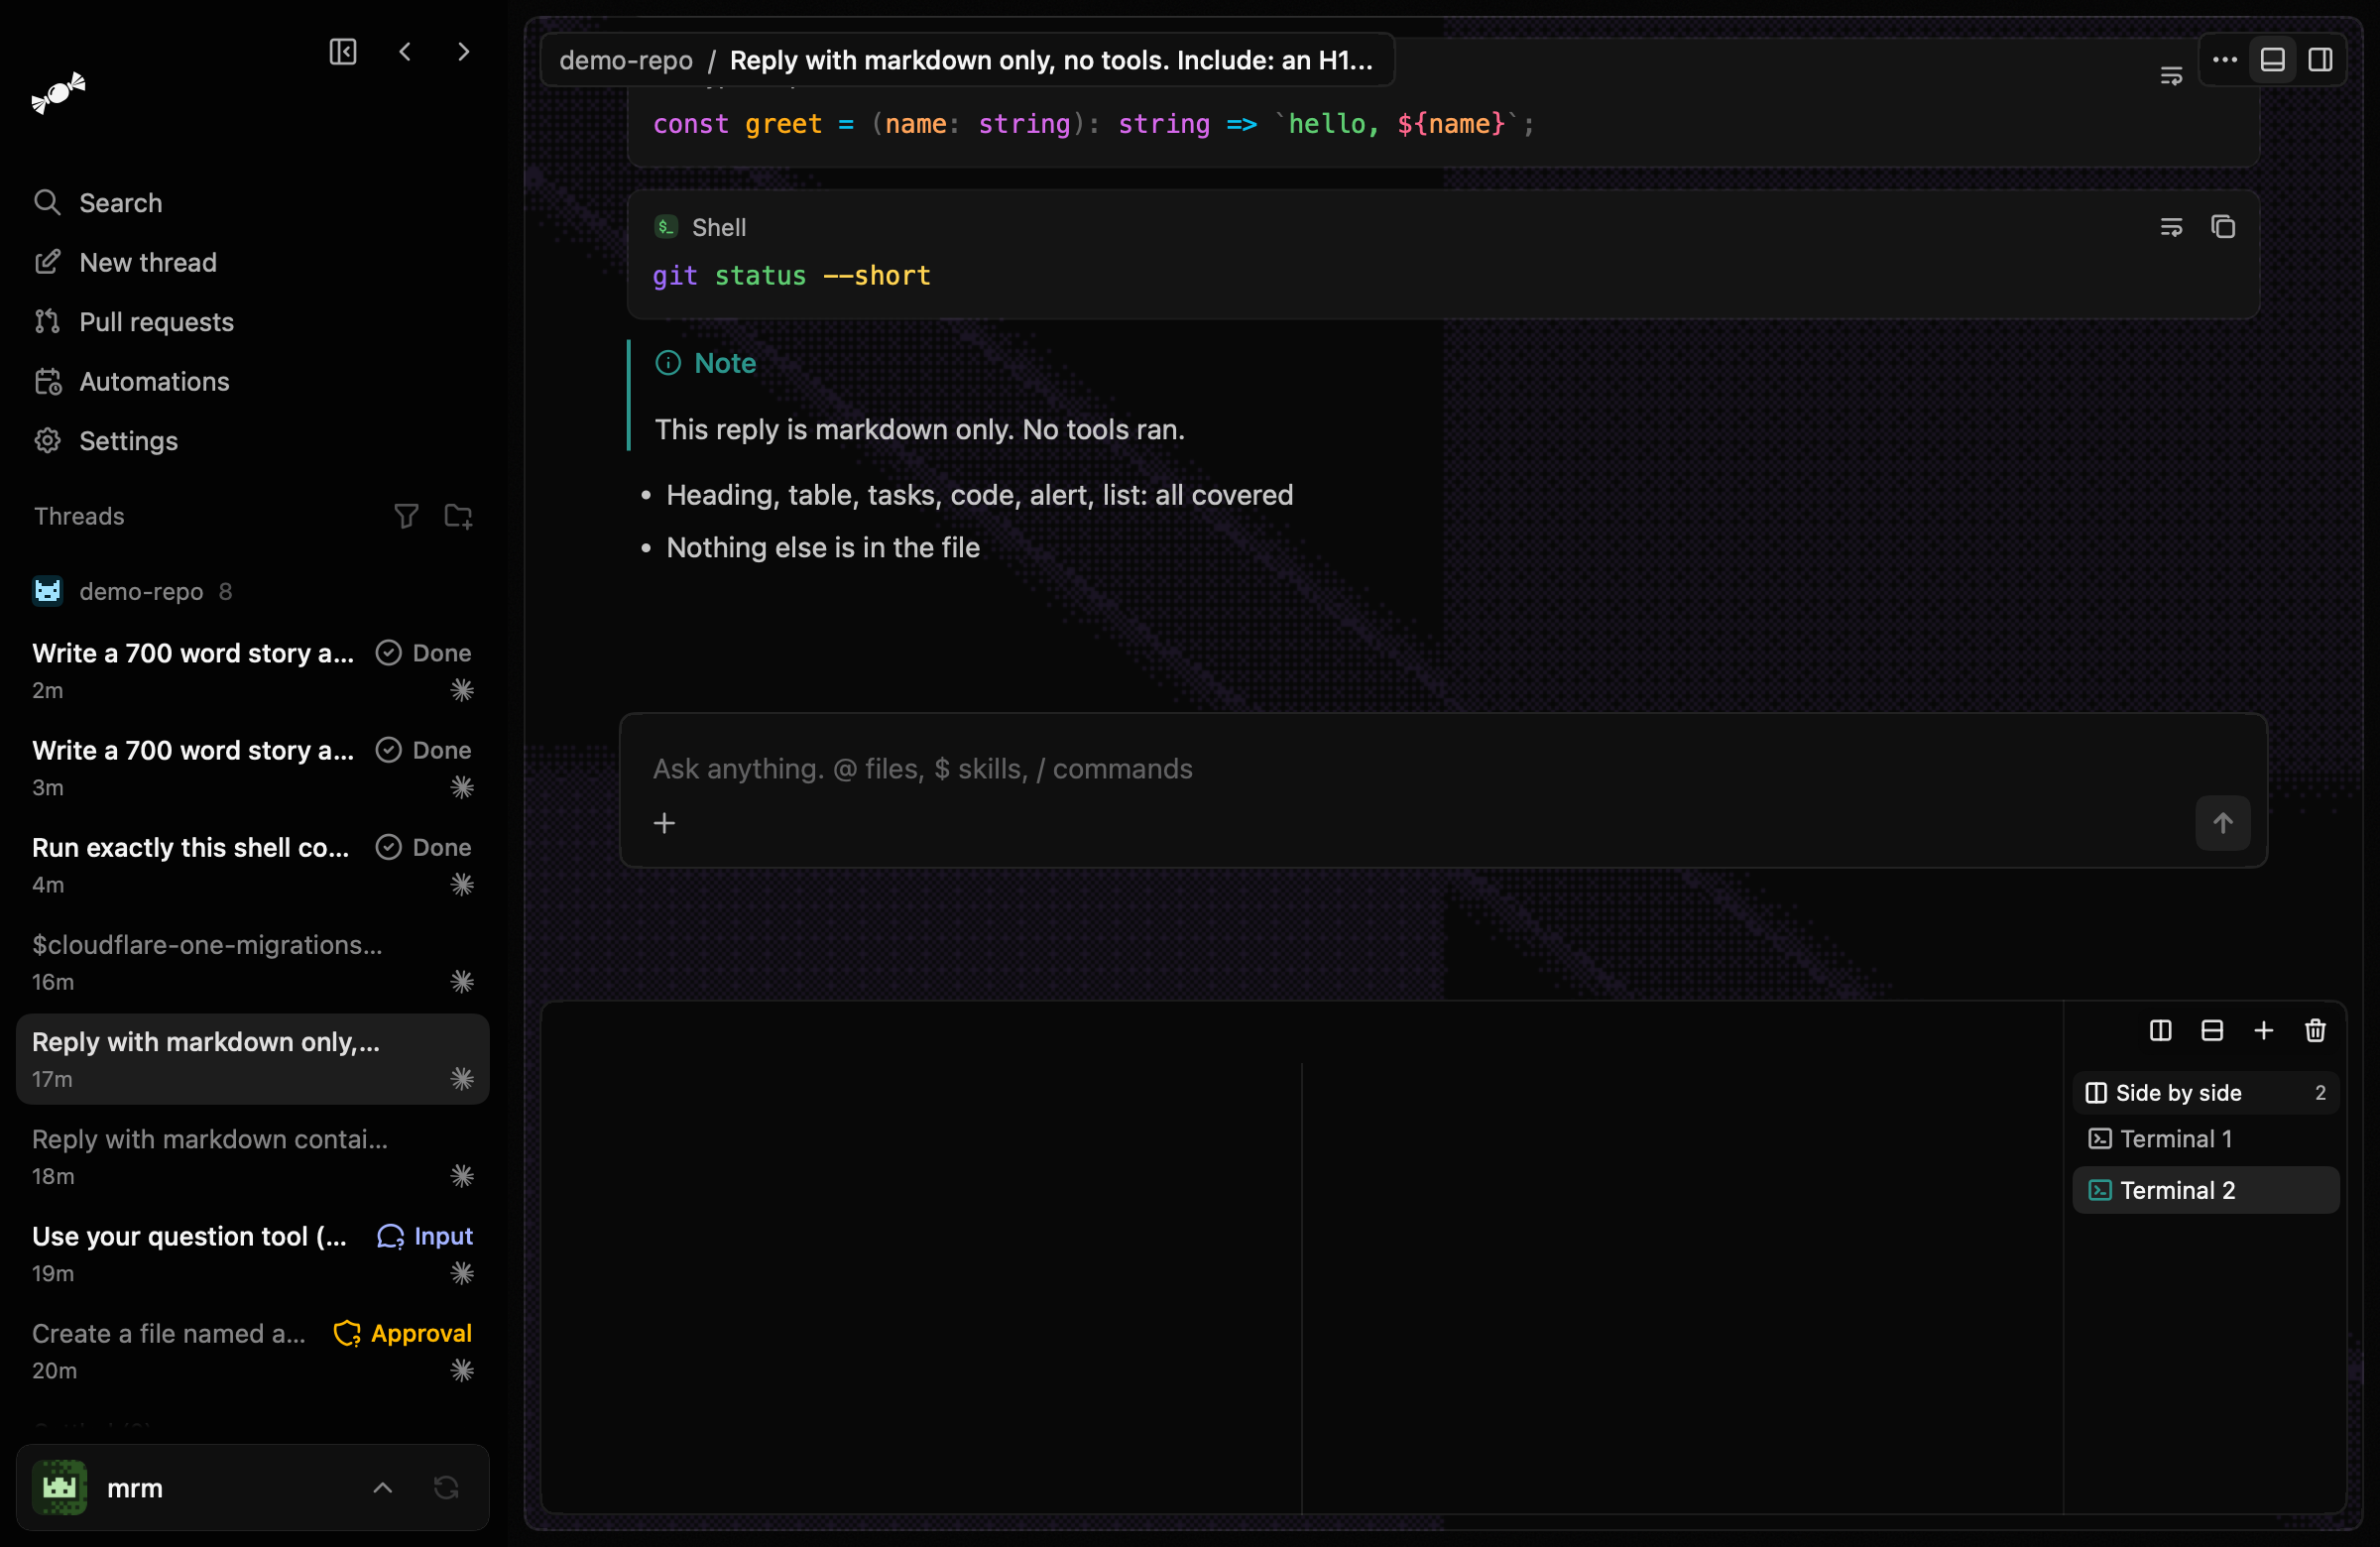 Search
New thread
Pull requests
Automations
Settings
Threads
demo-repo 8
Write a 700 word story a... Done
2m
Write a 700 word story a... Done
3m
Run exactly this shell co... Done
4m
$cloudflare-one-migrations...
16m
Reply with markdown only,...
17m
Reply with markdown contai...
18m
Use your question tool (... Input
19m
Create a file named a... Approval
20m
mrm
demo-repo / Reply with markdown only, no tools. Include: an H1...
const greet = (name: string): string => `hello, ${name}`;
$_ Shell
git status --short
Note
This reply is markdown only. No tools ran.
• Heading, table, tasks, code, alert, list: all covered
• Nothing else is in the file
Ask anything. @ files, $ skills, / commands
Side by side 2
Terminal 1
Terminal 2